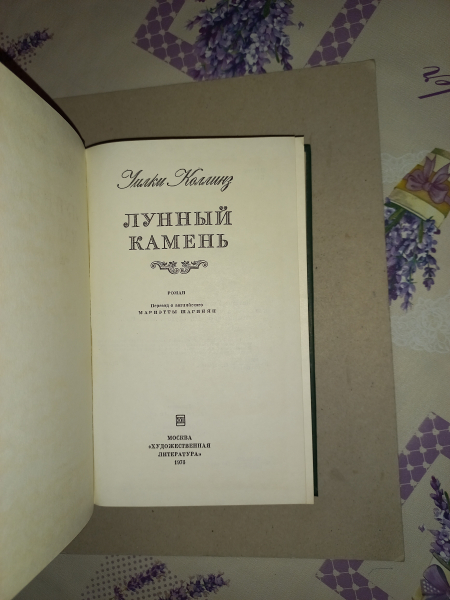 Уилки Коллинз
ЛУННЫЙ
КАМЕНЬ
РОМАН
Перевод с английского
МАРИЭТТЫ ШАГИНЯН
МОСКВА
«ХУДОЖЕСТВЕННАЯ
ЛИТЕРАТУРА»